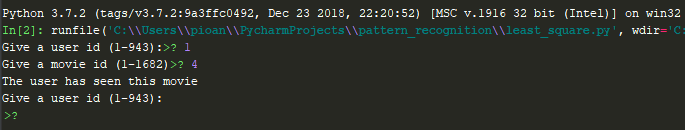 Python 3.7.2 (tags/v3.7.2:9a3ffc0492, Dec 23 2018, 22:20:52) [MSC v.1916 32 bit (Intel)] on win32
In[2]: runfile('C:\\Users\\pioan\\PycharmProjects\\pattern_recognition\\least_square.py', wdir='C:
Give a user id (1-943):>? 1
Give a movie id (1-1682)>? 4
The user has seen this movie
Give a user id (1-943):
>?